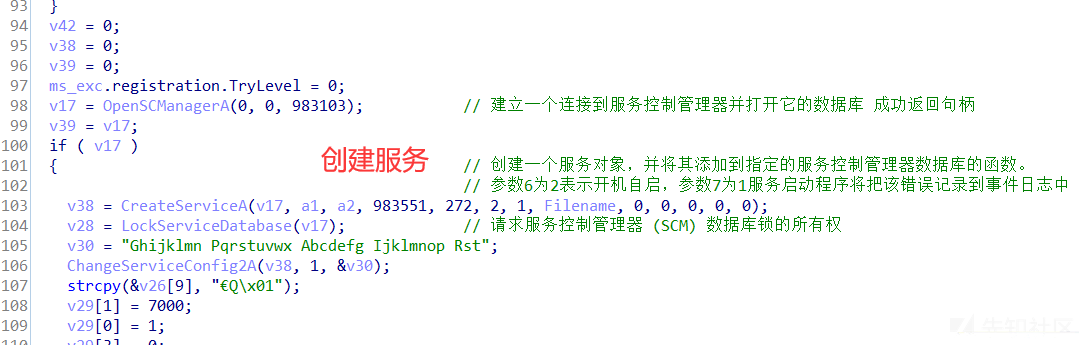 93 }
94 v42 = 0;
95 v38 = 0;
96 v39 = 0;
97 ms_exc.registration.TryLevel = 0;
98 v17 = OpenSCManagerA(0, 0, 983103); // 建立一个连接到服务控制管理器并打开它的数据库 成功返回句柄
99 v39 = v17;
100 if ( v17 )
创建服务
101 { // 创建一个服务对象，并将其添加到指定的服务控制管理器数据库的函数。
102 // 参数6为2表示开机自启，参数7为1服务启动程序将把该错误记录到事件日志中
103 v38 = CreateServiceA(v17, a1, a2, 983551, 272, 2, 1, Filename, 0, 0, 0, 0, 0);
104 v28 = LockServiceDatabase(v17); // 请求服务控制管理器 (SCM) 数据库锁的所有权
105 v30 = "Ghijklmn Pqrstuvwx Abcdefg Ijklmnop Rst";
106 ChangeServiceConfig2A(v38, 1, &v30);
107 strcpy(&v26[9], "€Q\x01");
108 v29[1] = 7000;
109 v29[0] = 1;
110 v29[3] = 0;
先知社区